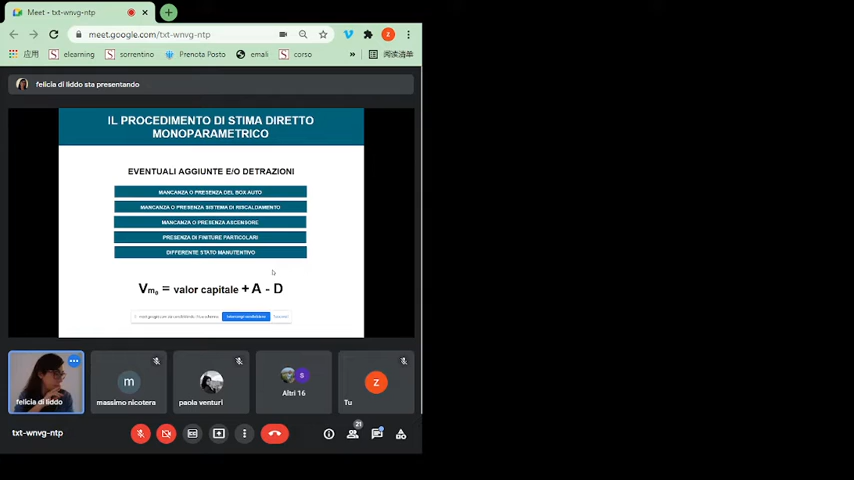 Meet - txt-wnvg-ntp
meet.google.com/txt-wnvg-ntp
z
应用 elearning sorrentino Prenota Posto emali corso » 阅读清单
felicia di liddo sta presentando
IL PROCEDIMENTO DI STIMA DIRETTO
MONOPARAMETRICO
EVENTUALI AGGIUNTE E/O DETRAZIONI
MANCANZA O PRESENZA DEL BOX AUTO
MANCANZA O PRESENZA SISTEMA DI RISCALDAMENTO
MANCANZA O PRESENZA ASCENSORE
PRESENZA DI FINITURE PARTICOLARI
DIFFERENTE STATO MANUTENTIVO
Vm₀ = valor capitale + A - D
m
S
z
felicia di liddo
massimo nicotera
paola venturi
Altri 16
Tu
txt-wnvg-ntp
21